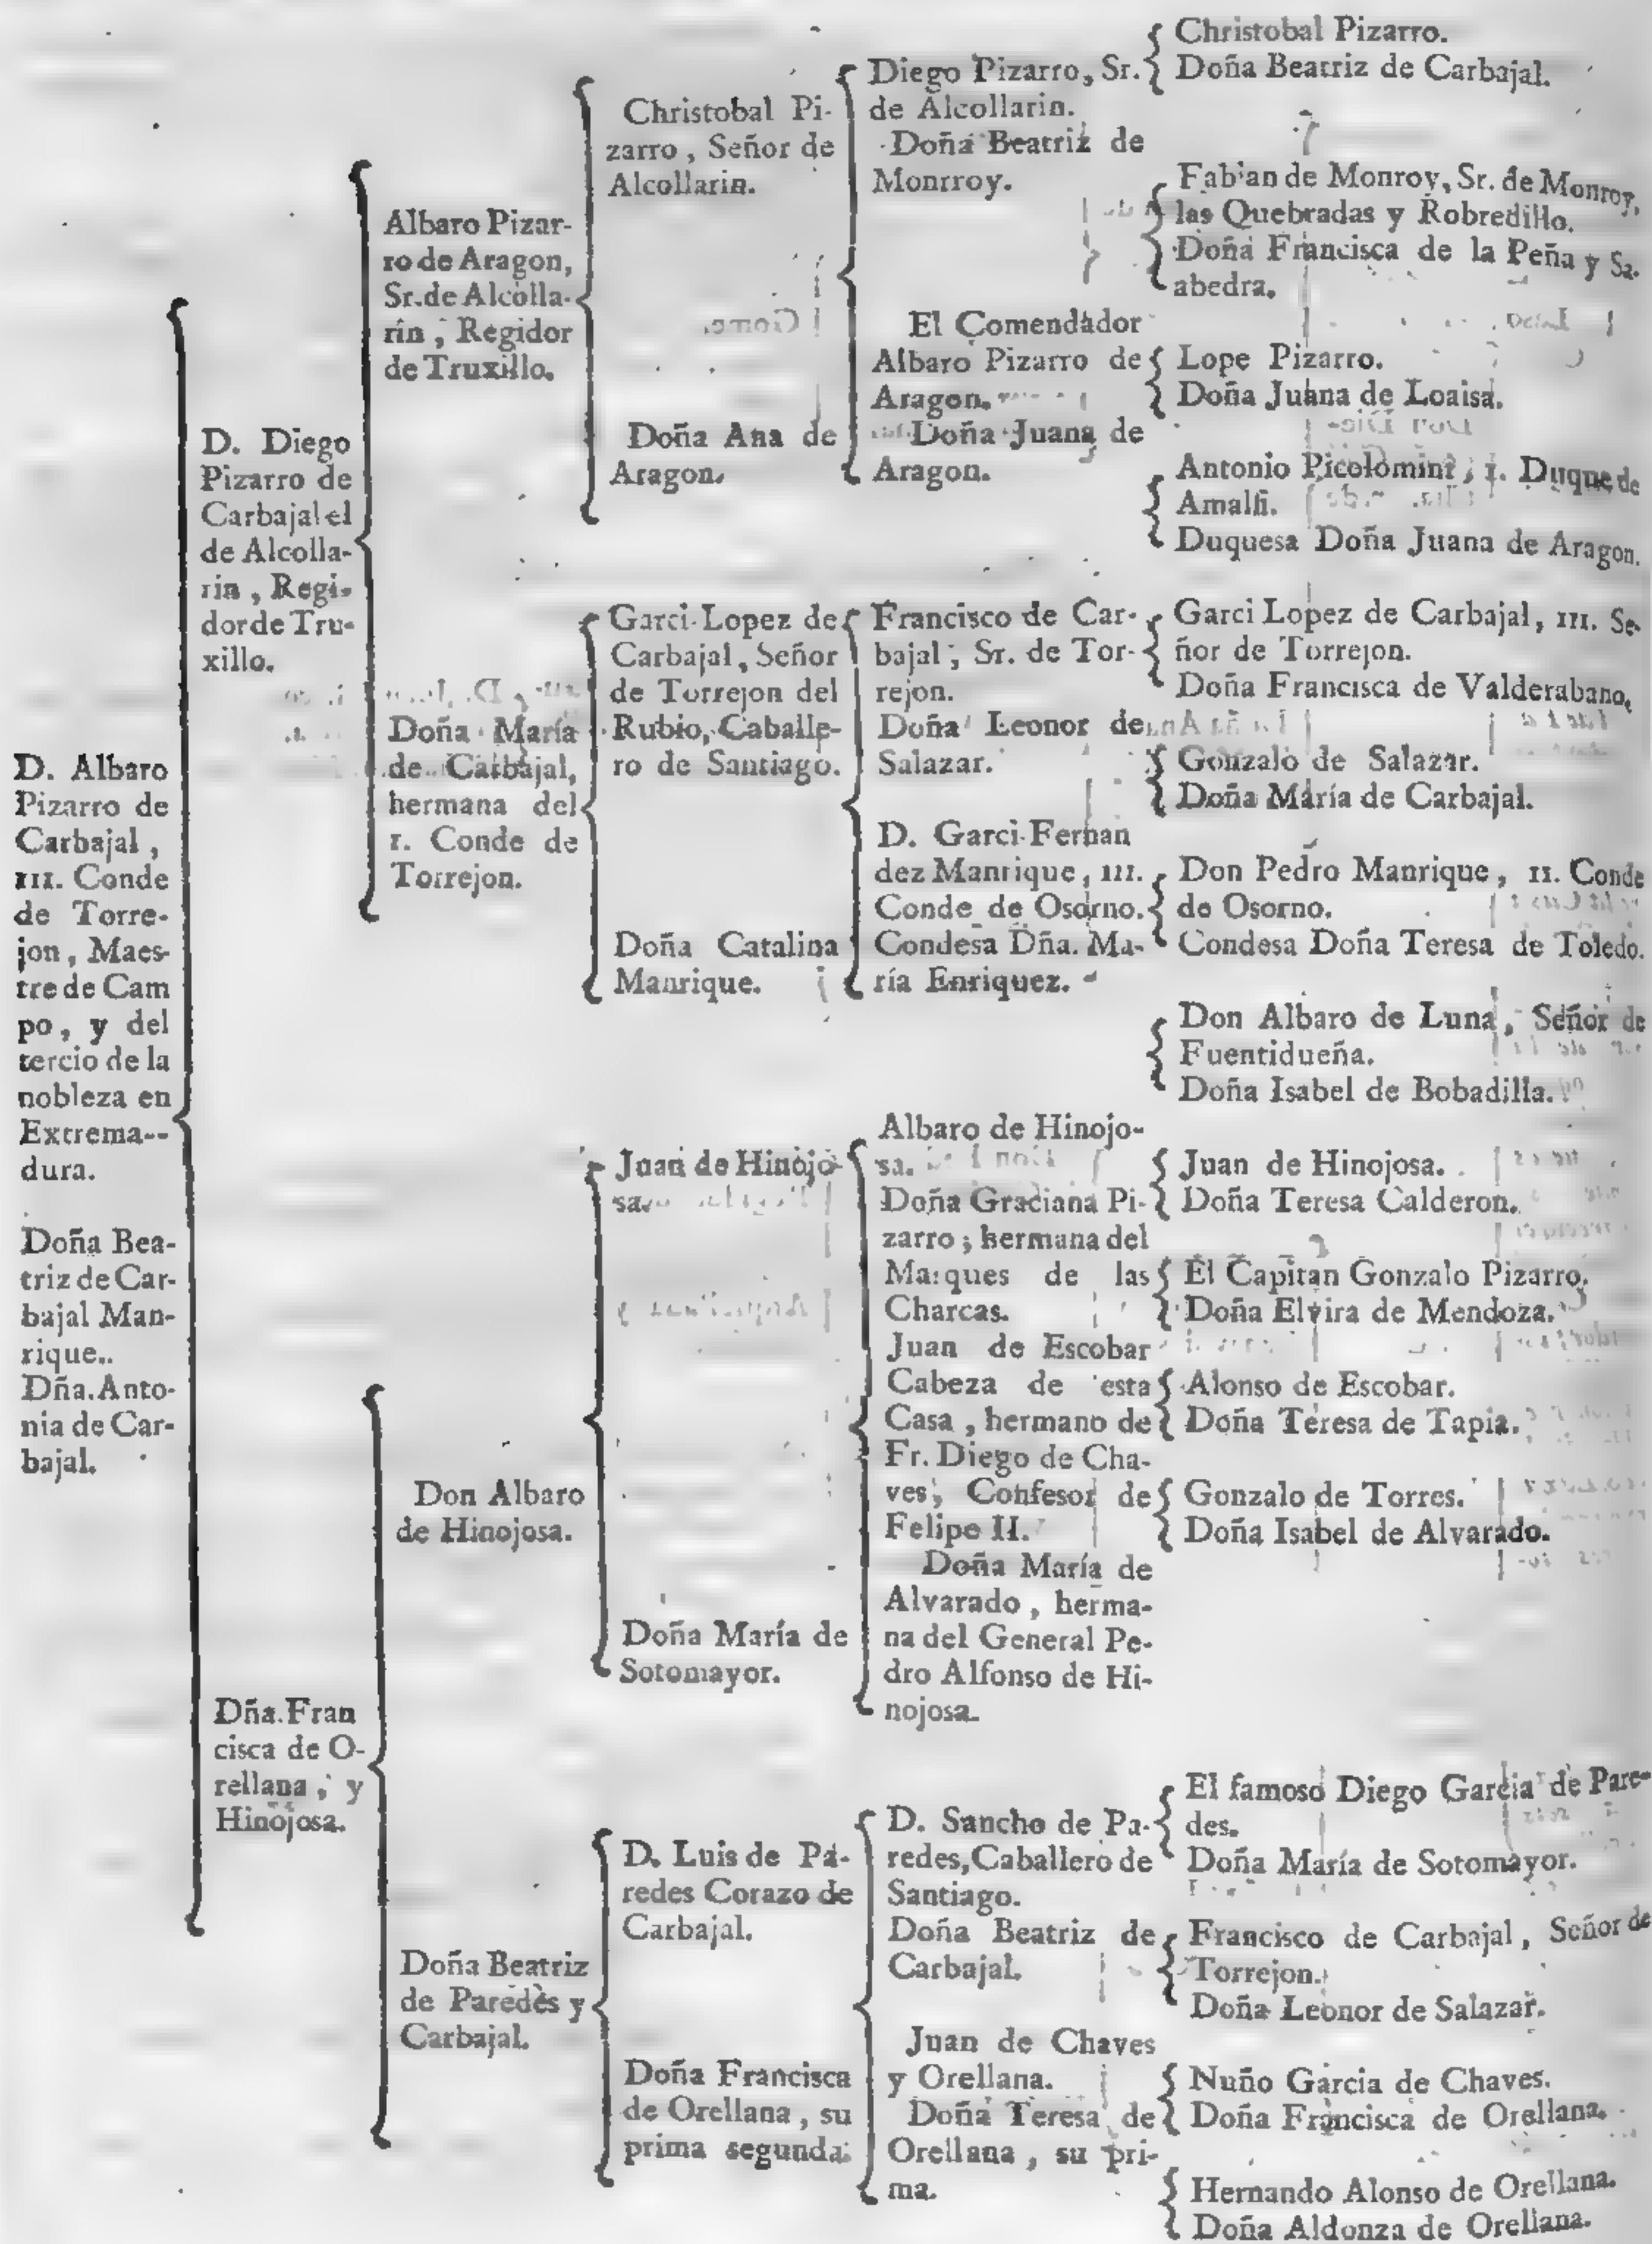 D. Albaro
Pizarro de
Carbajal ,
III. Conde
de Torre-
jon , Maes-
tre de Cam
po, y del
tercio de la
nobleza en
Extrema--
dura.
Doña Bea-
triz de Car-
bajal Man-
rique..
Dña. Anto-
nia de Car-
bajal.
D. Diego
Pizarro de
Carbajal el
de Alcolla-
rin , Regi-
dor de Tru-
xillo.
Dña. Fran
cisca de O-
rellana, y
Hinojosa.
Albaro Pizar-
ro de Aragon,
Sr. de Alcolla-
rín , Regidor
de Truxillo.
Doña María
de Carbajal,
hermana del
I. Conde de
Torrejon.
Don Albaro
de Hinojosa.
Doña Beatriz
de Paredes y
Carbajal.
Christobal Pi-
zarro , Señor de
Alcollarin.
Doña Ana de
Aragon.
Garci-Lopez de
Carbajal, Señor
de Torrejon del
Rubio, Caballe-
ro de Santiago.
Doña Catalina
Manrique.
Juan de Hinojo-
sa.
Doña María de
Sotomayor.
D. Luis de Pa-
redes Corazo de
Carbajal.
Doña Francisca
de Orellana, su
prima segunda.
Diego Pizarro, Sr.
de Alcollarin.
Doña Beatriz de
Monrroy.
El Comendador
Albaro Pizarro de
Aragon.
Doña Juana de
Aragon.
Francisco de Car-
bajal, Sr. de Tor-
rejon.
Doña Leonor de
Salazar.
D. Garci-Fernan
dez Manrique, III.
Conde de Osorno.
Condesa Dña. Ma-
ría Enriquez.
Albaro de Hinojo-
sa.
Doña Graciana Pi-
zarro ; hermana del
Marques de las
Charcas.
Juan de Escobar
Cabeza de esta
Casa , hermano de
Fr. Diego de Cha-
ves, Confesor de
Felipe II.
Doña María de
Alvarado , herma-
na del General Pe-
dro Alfonso de Hi-
nojosa.
D. Sancho de Pa-
redes, Caballero de
Santiago.
Doña Beatriz de
Carbajal.
Juan de Chaves
y Orellana.
Doña Teresa de
Orellana , su pri-
ma.
Christobal Pizarro.
Doña Beatriz de Carbajal.
Fabian de Monroy, Sr. de Monroy,
las Quebradas y Robredillo.
Doña Francisca de la Peña y Sa-
abedra.
Lope Pizarro.
Doña Juana de Loaisa.
Antonio Picolomini, I. Duque de
Amalfi.
Duquesa Doña Juana de Aragon.
Garci Lopez de Carbajal, III. Se-
ñor de Torrejon.
Doña Francisca de Valderabano,
Gonzalo de Salazar.
Doña María de Carbajal.
Don Pedro Manrique, II. Conde
de Osorno.
Condesa Doña Teresa de Toledo.
Don Albaro de Luna, Señor de
Fuentidueña.
Doña Isabel de Bobadilla.
Juan de Hinojosa.
Doña Teresa Calderon.
El Capitan Gonzalo Pizarro.
Doña Elvira de Mendoza.
Alonso de Escobar.
Doña Teresa de Tapia.
Gonzalo de Torres.
Doña Isabel de Alvarado.
El famoso Diego Garcia de Pare-
des.
Doña María de Sotomayor.
Francisco de Carbajal, Señor de
Torrejon.
Doña Leonor de Salazar.
Nuño Garcia de Chaves.
Doña Francisca de Orellana.
Hernando Alonso de Orellana.
Doña Aldonza de Orellana.